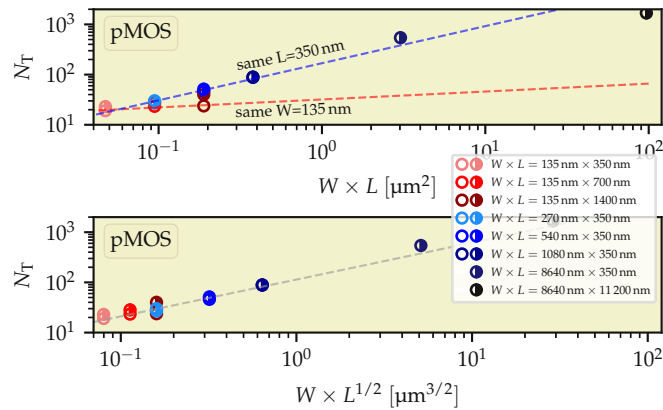 10³
pMOS
same L=350 nm
N_T
10²
same W=135 nm
10¹
10⁻¹ 10⁰ 10¹ 10²
W × L [µm²]
W × L = 135 nm × 350 nm
W × L = 135 nm × 700 nm
W × L = 135 nm × 1400 nm
W × L = 270 nm × 350 nm
W × L = 540 nm × 350 nm
W × L = 1080 nm × 350 nm
W × L = 8640 nm × 350 nm
W × L = 8640 nm × 11 200 nm
10³
pMOS
N_T
10²
10¹
10⁻¹ 10⁰ 10¹ 10²
W × L^{1/2} [µm^{3/2}]